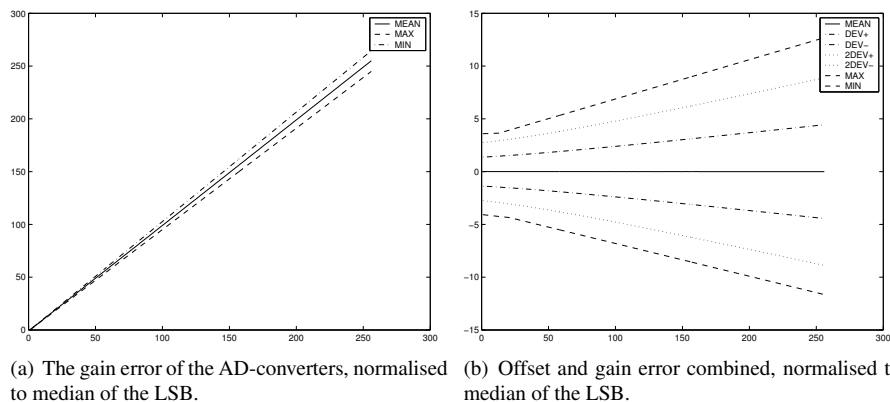 300
250
200
150
100
50
0
0
50
100
150
200
250
300
MEAN
MAX
MIN
15
10
5
0
−5
−10
−15
0
50
100
150
200
250
300
MEAN
DEV+
DEV−
2DEV+
2DEV−
MAX
MIN
(a) The gain error of the AD-converters, normalised
to median of the LSB.
(b) Offset and gain error combined, normalised t
median of the LSB.